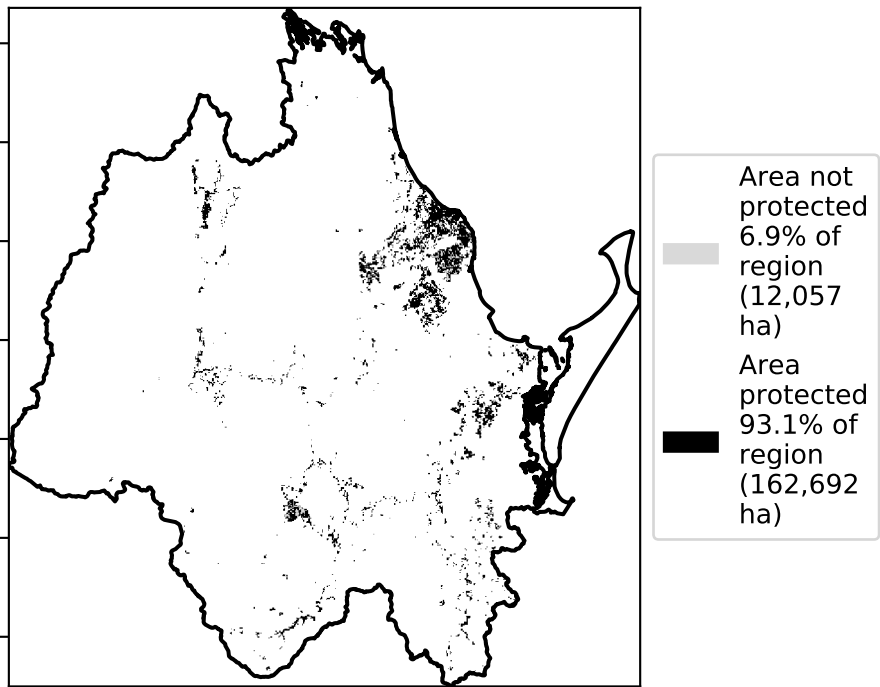 Area not
protected
6.9% of
region
(12,057
ha)
Area
protected
93.1% of
region
(162,692
ha)